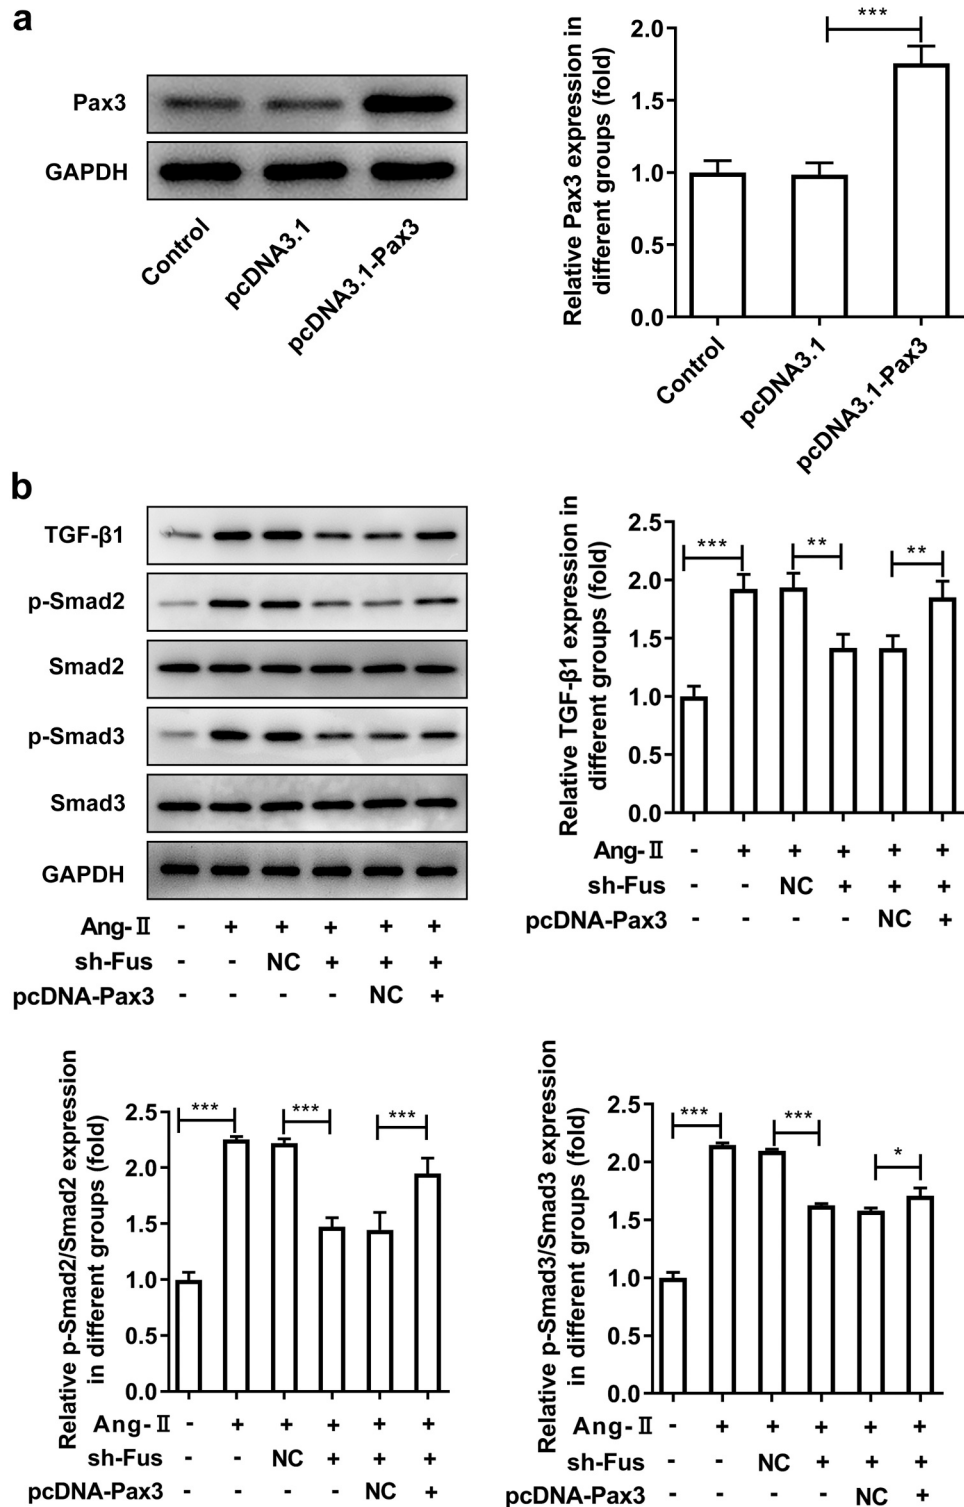 a
Pax3
GAPDH
Control
pcDNA3.1
pcDNA3.1-Pax3
Relative Pax3 expression in
different groups (fold)
2.0
1.5
1.0
0.5
0.0
***
Control
pcDNA3.1
pcDNA3.1-Pax3
b
TGF-β1
p-Smad2
Smad2
p-Smad3
Smad3
GAPDH
Ang-Ⅱ - + + + + +
sh-Fus - - NC + + +
pcDNA-Pax3 - - - - NC +
Relative TGF-β1 expression in
different groups (fold)
2.5
2.0
1.5
1.0
0.5
0.0
*** ** **
Ang-Ⅱ - + + + + +
sh-Fus - - NC + + +
pcDNA-Pax3 - - - - NC +
Relative p-Smad2/Smad2 expression
in different groups (fold)
2.5
2.0
1.5
1.0
0.5
0.0
*** *** ***
Ang-Ⅱ - + + + + +
sh-Fus - - NC + + +
pcDNA-Pax3 - - - - NC +
Relative p-Smad3/Smad3 expression
in different groups (fold)
2.5
2.0
1.5
1.0
0.5
0.0
*** *** *
Ang-Ⅱ - + + + + +
sh-Fus - - NC + + +
pcDNA-Pax3 - - - - NC +